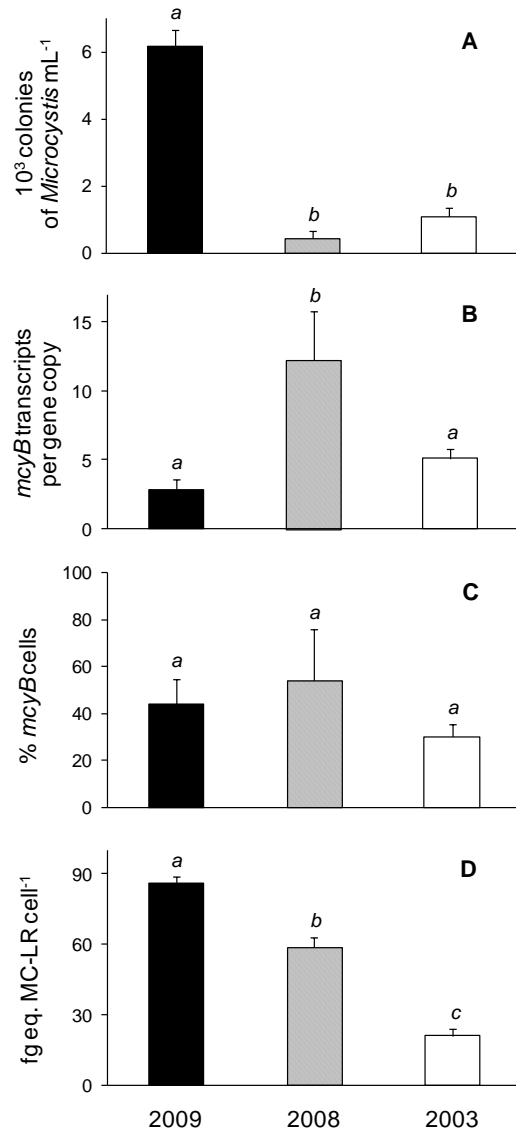 A
10³ colonies
of Microcystis mL⁻¹
6
4
2
0
a
b
b
B
mcyB transcripts
per gene copy
15
10
5
0
a
b
a
C
% mcyB cells
100
80
60
40
20
0
a
a
a
D
fg eq. MC-LR cell⁻¹
90
60
30
0
a
b
c
2009 2008 2003